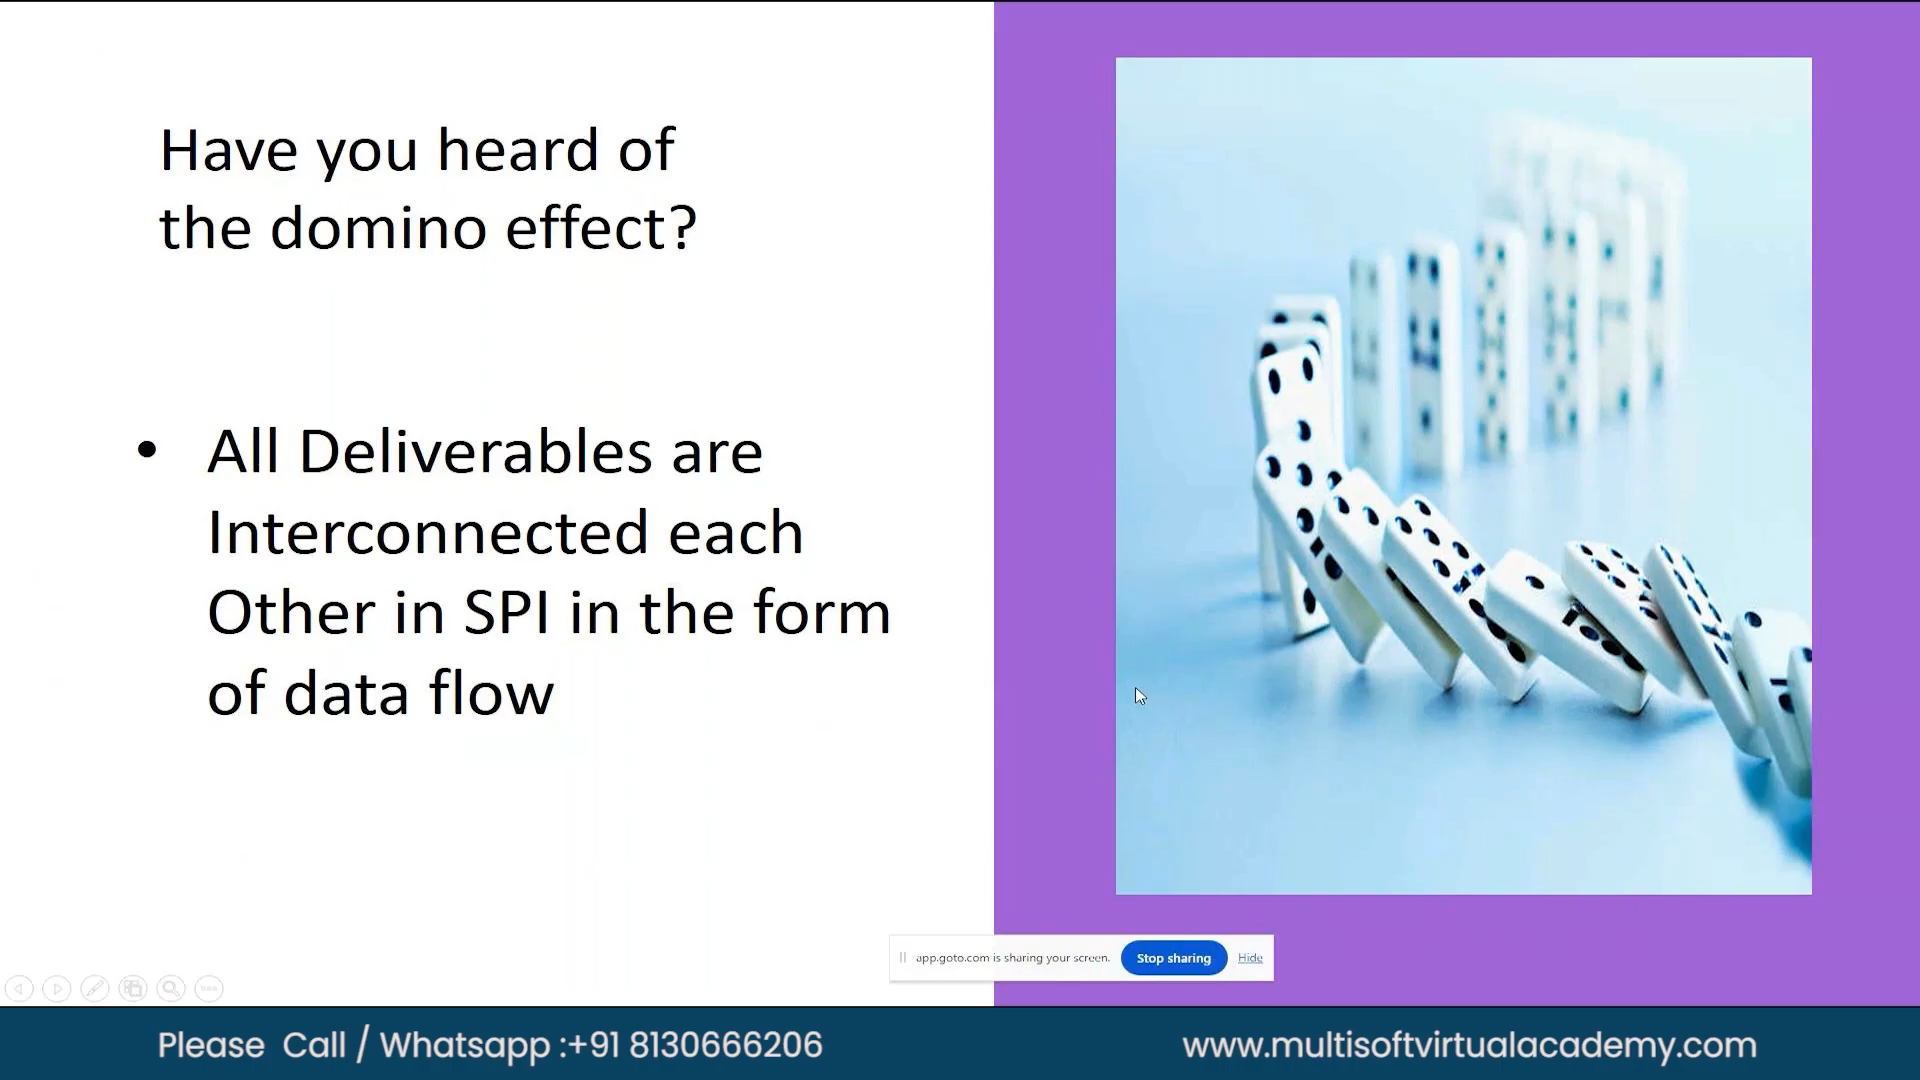 Have you heard of
the domino effect?
• All Deliverables are
Interconnected each
Other in SPI in the form
of data flow
app.goto.com is sharing your screen.
Stop sharing
Hide
Please Call / Whatsapp :+91 8130666206
www.multisoftvirtualacademy.com